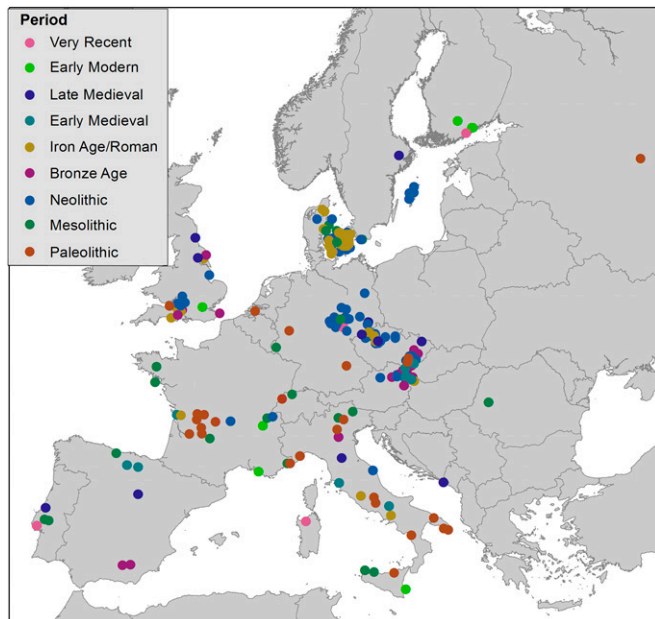 Period
Very Recent
Early Modern
Late Medieval
Early Medieval
Iron Age/Roman
Bronze Age
Neolithic
Mesolithic
Paleolithic